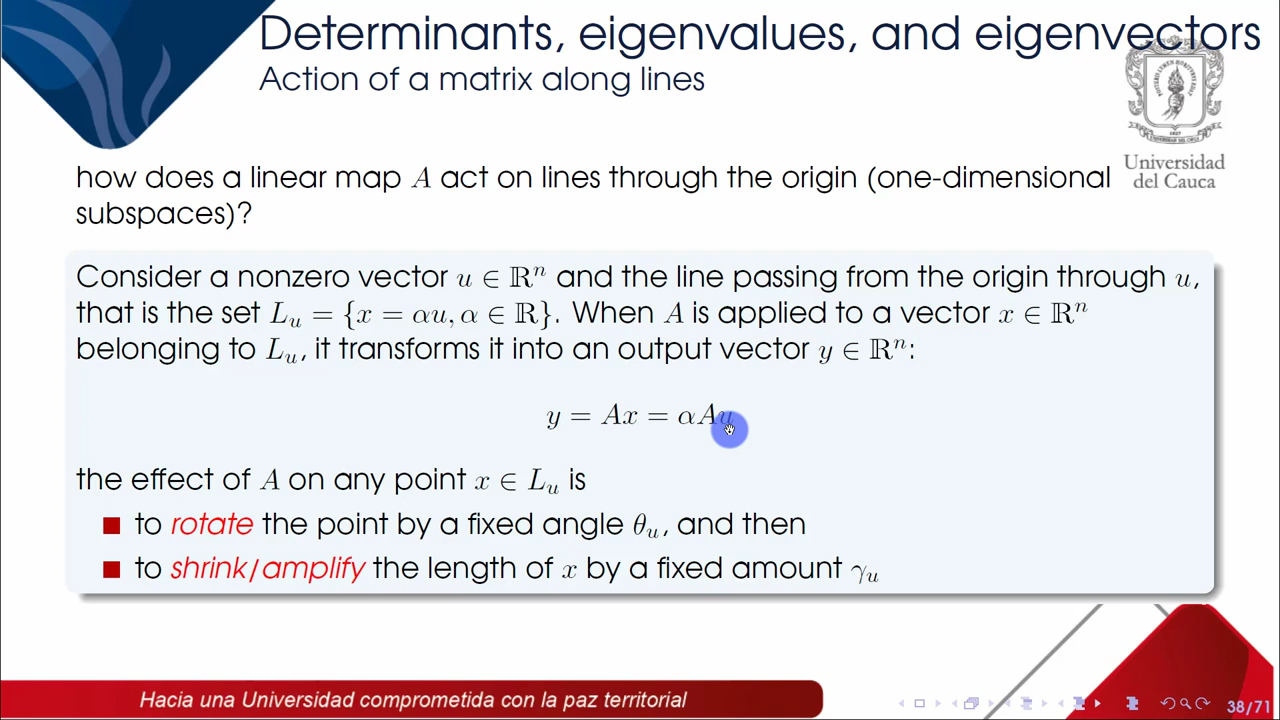 Determinants, eigenvalues, and eigenvectors
Action of a matrix along lines
Universidad
del Cauca
how does a linear map A act on lines through the origin (one-dimensional
subspaces)?
Consider a nonzero vector u ∈ ℝⁿ and the line passing from the origin through u,
that is the set Lᵤ = {x = αu, α ∈ ℝ}. When A is applied to a vector x ∈ ℝⁿ
belonging to Lᵤ, it transforms it into an output vector y ∈ ℝⁿ:
y = Ax = αAu
the effect of A on any point x ∈ Lᵤ is
to rotate the point by a fixed angle θᵤ, and then
to shrink/amplify the length of x by a fixed amount γᵤ
Hacia una Universidad comprometida con la paz territorial
38/71